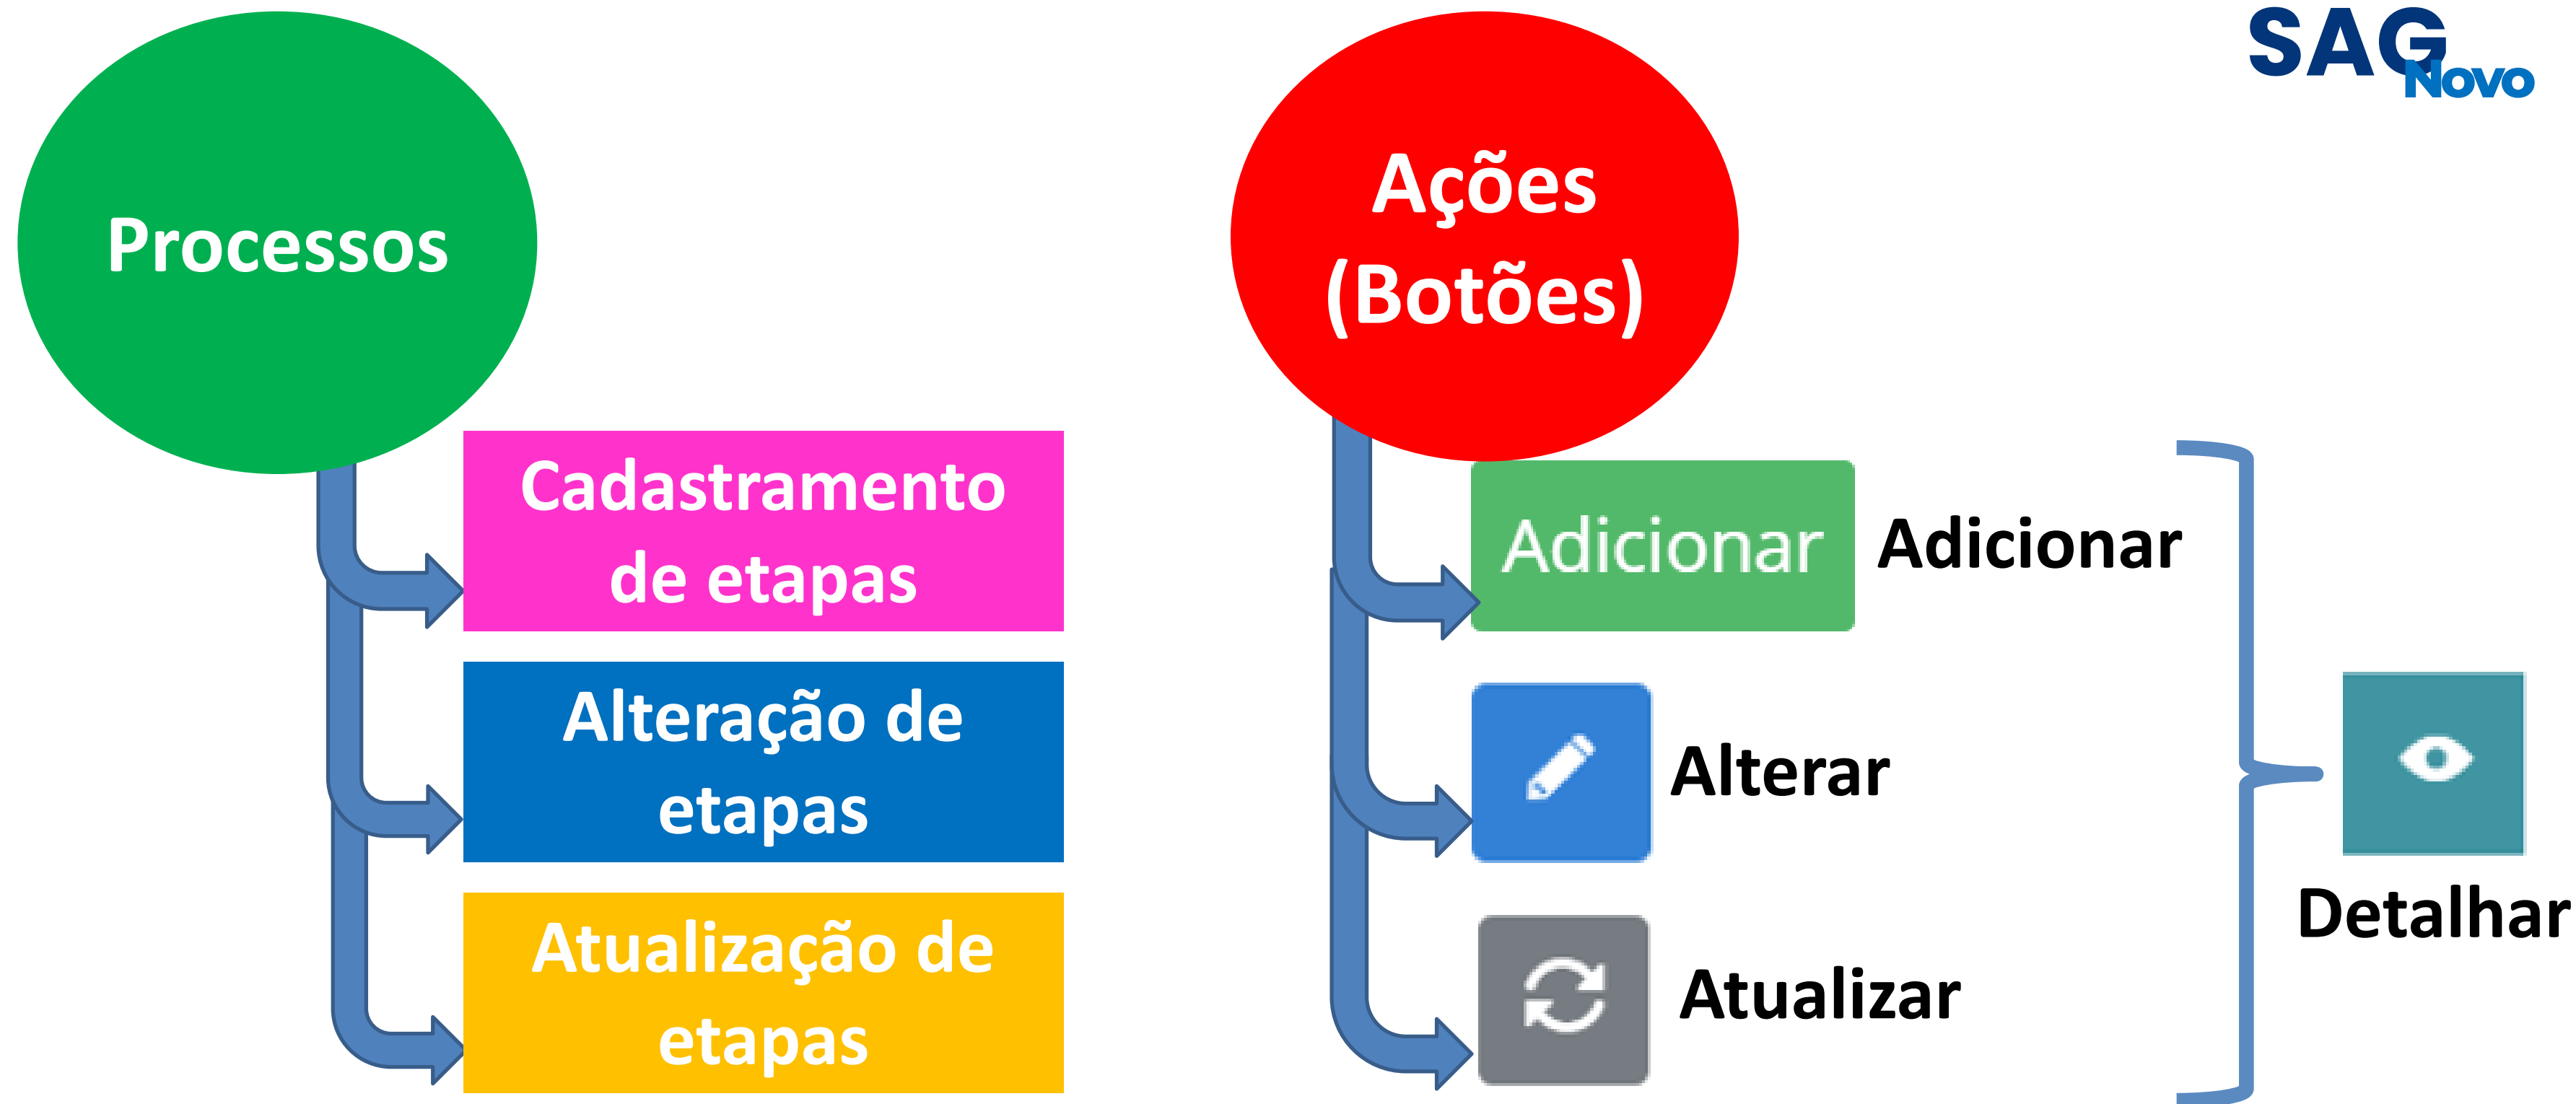 SAG
Novo
Processos
Cadastramento
de etapas
Alteração de
etapas
Atualização de
etapas
Ações
(Botões)
Adicionar
Adicionar
Alterar
Atualizar
Detalhar